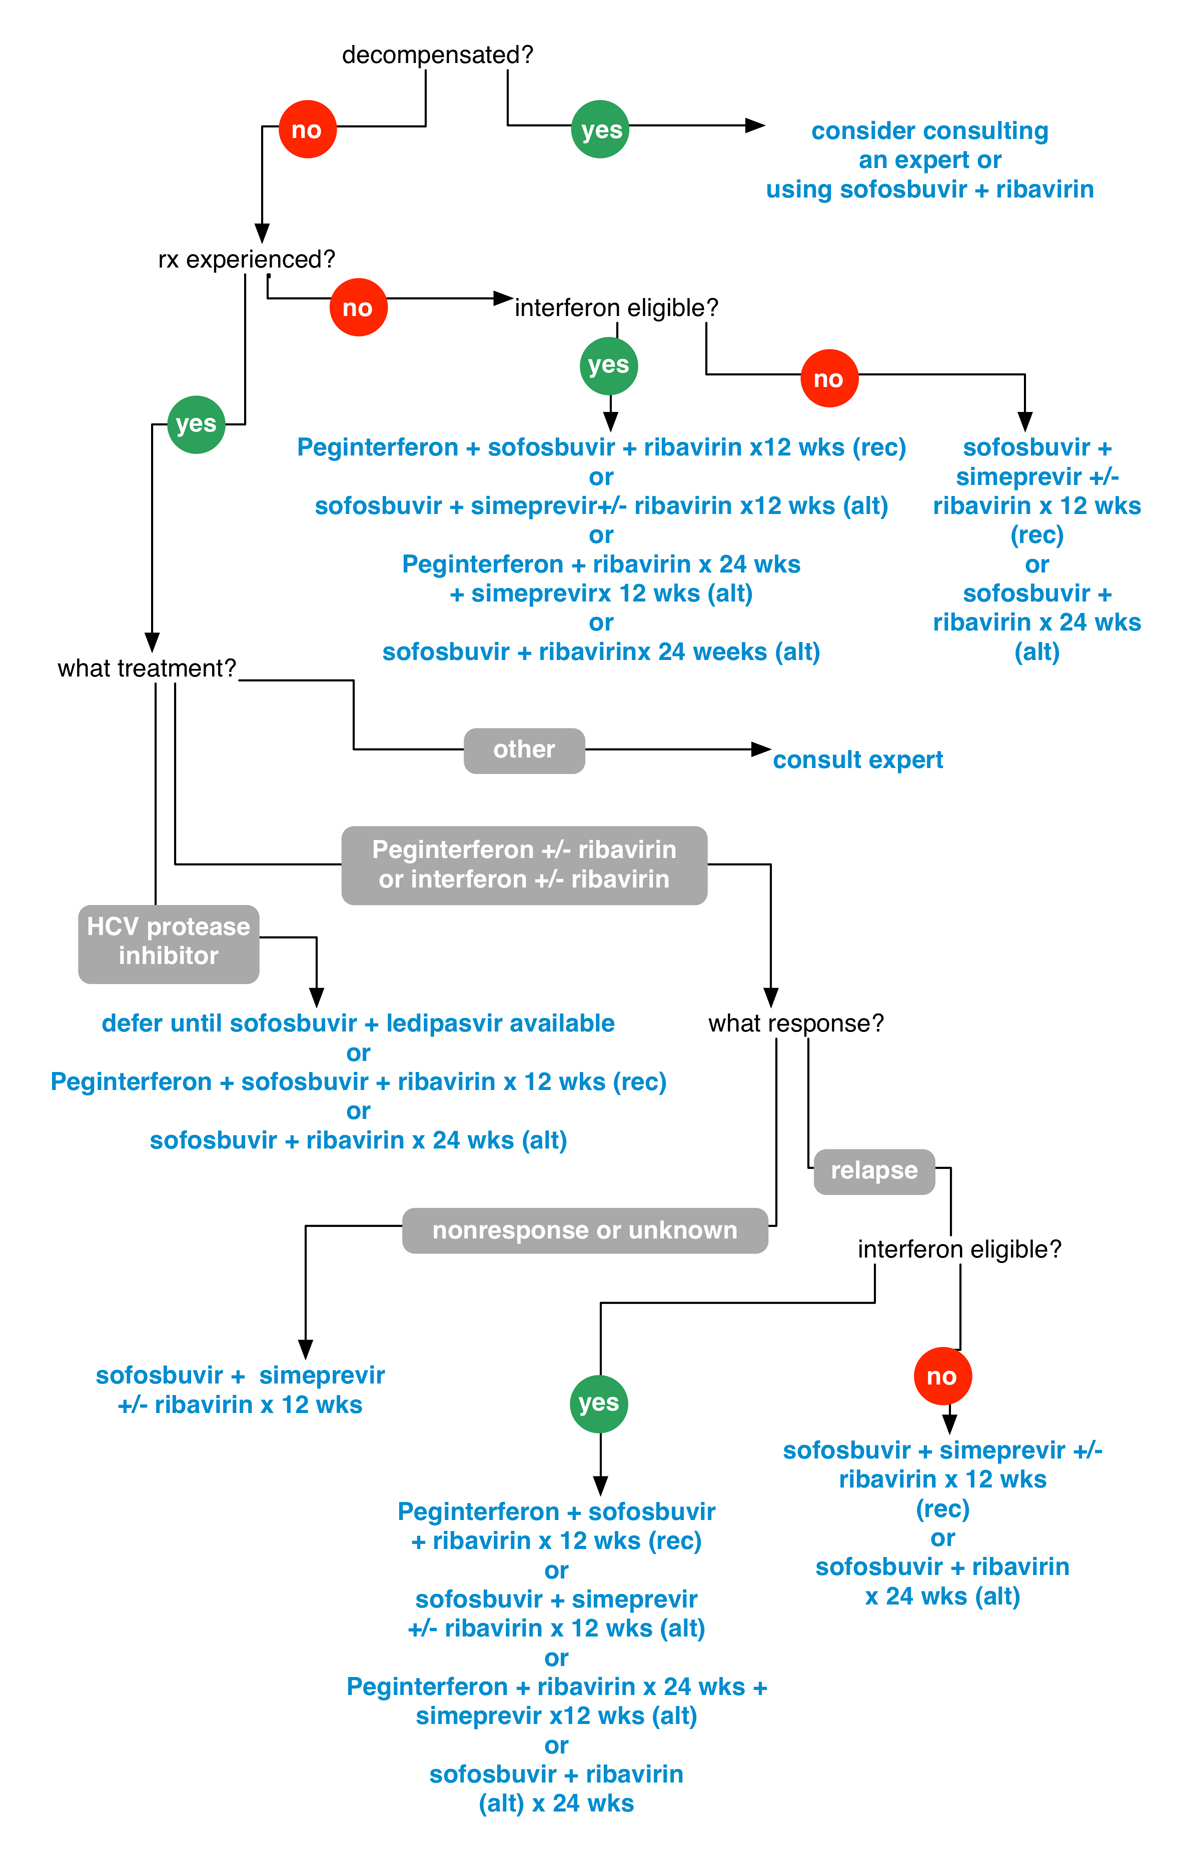 decompensated?
no
yes
consider consulting
an expert or
using sofosbuvir + ribavirin
rx experienced?
no
interferon eligible?
yes
no
yes
Peginterferon + sofosbuvir + ribavirin x12 wks (rec)
or
sofosbuvir + simeprevir+/- ribavirin x12 wks (alt)
or
Peginterferon + ribavirin x 24 wks
+ simeprevirx 12 wks (alt)
or
sofosbuvir + ribavirinx 24 weeks (alt)
sofosbuvir +
simeprevir +/-
ribavirin x 12 wks
(rec)
or
sofosbuvir +
ribavirin x 24 wks
(alt)
what treatment?
other
consult expert
Peginterferon +/- ribavirin
or interferon +/- ribavirin
HCV protease
inhibitor
defer until sofosbuvir + ledipasvir available
or
Peginterferon + sofosbuvir + ribavirin x 12 wks (rec)
or
sofosbuvir + ribavirin x 24 wks (alt)
what response?
relapse
nonresponse or unknown
interferon eligible?
sofosbuvir +  simeprevir
+/- ribavirin x 12 wks
yes
no
Peginterferon + sofosbuvir
+ ribavirin x 12 wks (rec)
or
sofosbuvir + simeprevir
+/- ribavirin x 12 wks (alt)
or
Peginterferon + ribavirin x 24 wks +
simeprevir x12 wks (alt)
or
sofosbuvir + ribavirin
(alt) x 24 wks
sofosbuvir + simeprevir +/-
ribavirin x 12 wks
(rec)
or
sofosbuvir + ribavirin
x 24 wks (alt)